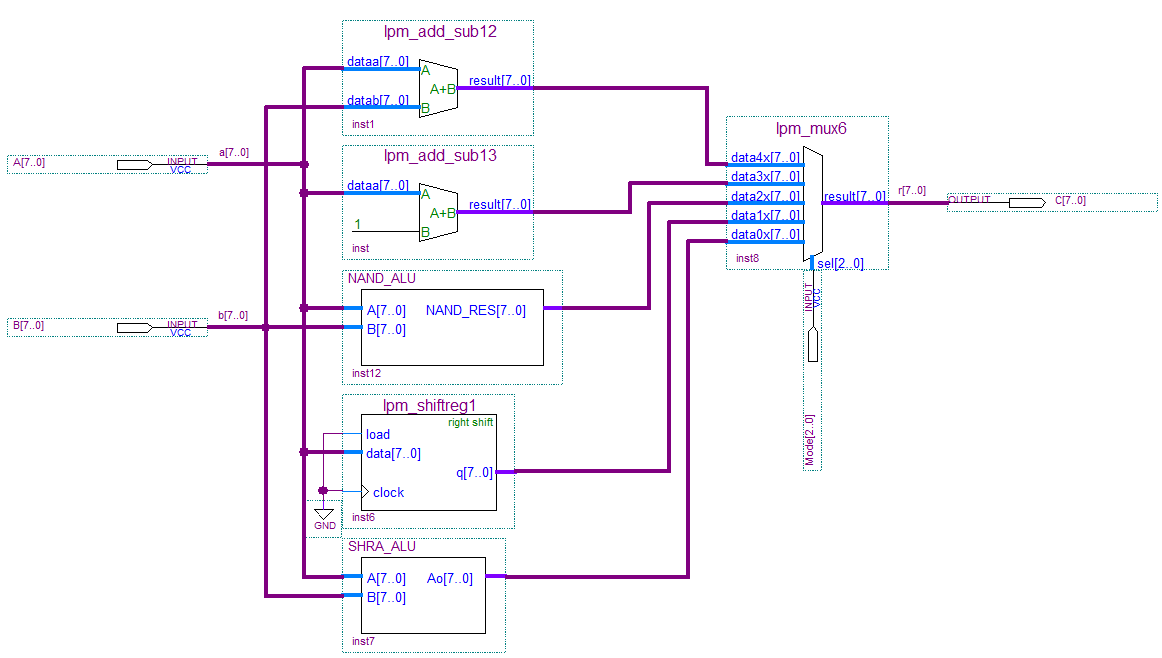 lpm_add_sub12
dataa[7..0]
A
A+B
result[7..0]
datab[7..0]
B
inst1
lpm_add_sub13
dataa[7..0]
A
A+B
result[7..0]
1
B
inst
NAND_ALU
A[7..0]
NAND_RES[7..0]
B[7..0]
inst12
lpm_shiftreg1
right shift
load
data[7..0]
q[7..0]
clock
inst6
GND
SHRA_ALU
A[7..0]
Ao[7..0]
B[7..0]
inst7
A[7..0]
INPUT
VCC
a[7..0]
B[7..0]
INPUT
VCC
b[7..0]
lpm_mux6
data4x[7..0]
data3x[7..0]
data2x[7..0]
data1x[7..0]
data0x[7..0]
result[7..0]
inst8
sel[2..0]
INPUT
VCC
Mode[2..0]
r[7..0]
OUTPUT
C[7..0]